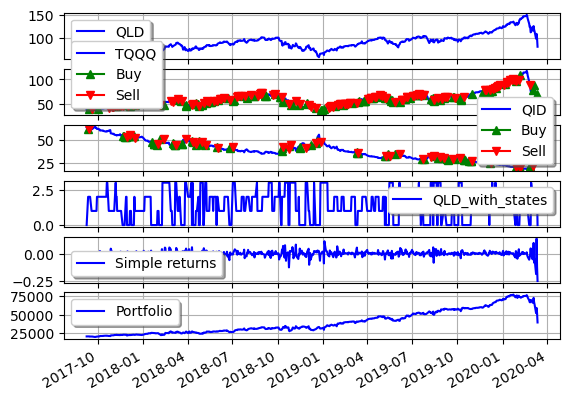 150
100
QLD
TQQQ
Buy
Sell
100
50
QID
Buy
Sell
50
25
2.5
0.0
QLD_with_states
0.00
-0.25
Simple returns
75000
50000
25000
Portfolio
2017-10
2018-01
2018-04
2018-07
2018-10
2019-01
2019-04
2019-07
2019-10
2020-01
2020-04